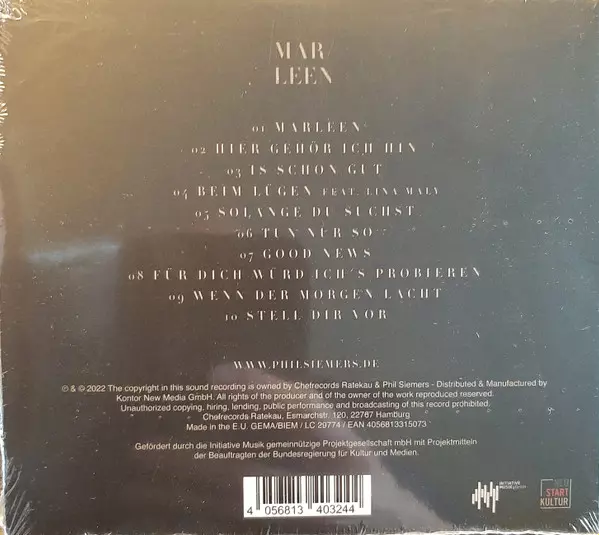 MAR
LEEN
01 MARLEEN
02 HIER GEHÖR ICH HIN
03 IS SCHON GUT
04 BEIM LÜGEN FEAT. LINA MALY
05 SOLANGE DU SUCHST
06 TUN NUR SO
07 GOOD NEWS
08 FÜR DICH WÜRD ICH'S PROBIEREN
09 WENN DER MORGEN LACHT
10 STELL DIR VOR
WWW.PHILSIEMERS.DE
℗ & © 2022 The copyright in this sound recording is owned by Chefrecords Ratekau & Phil Siemers - Distributed & Manufactured by
Kontor New Media GmbH. All rights of the producer and of the owner of the work reproduced reserved.
Unauthorized copying, hiring, lending, public performance and broadcasting of this record prohibited.
Chefrecords Ratekau, Esmarchstr. 120, 22767 Hamburg
Made in the E.U. GEMA/BIEM / LC 29774 / EAN 4056813315073
Gefördert durch die Initiative Musik gemeinnützige Projektgesellschaft mbH mit Projektmitteln
der Beauftragten der Bundesregierung für Kultur und Medien.
4 056813 403244
INITIATIVE
MUSIK
NEU
START
KULTUR